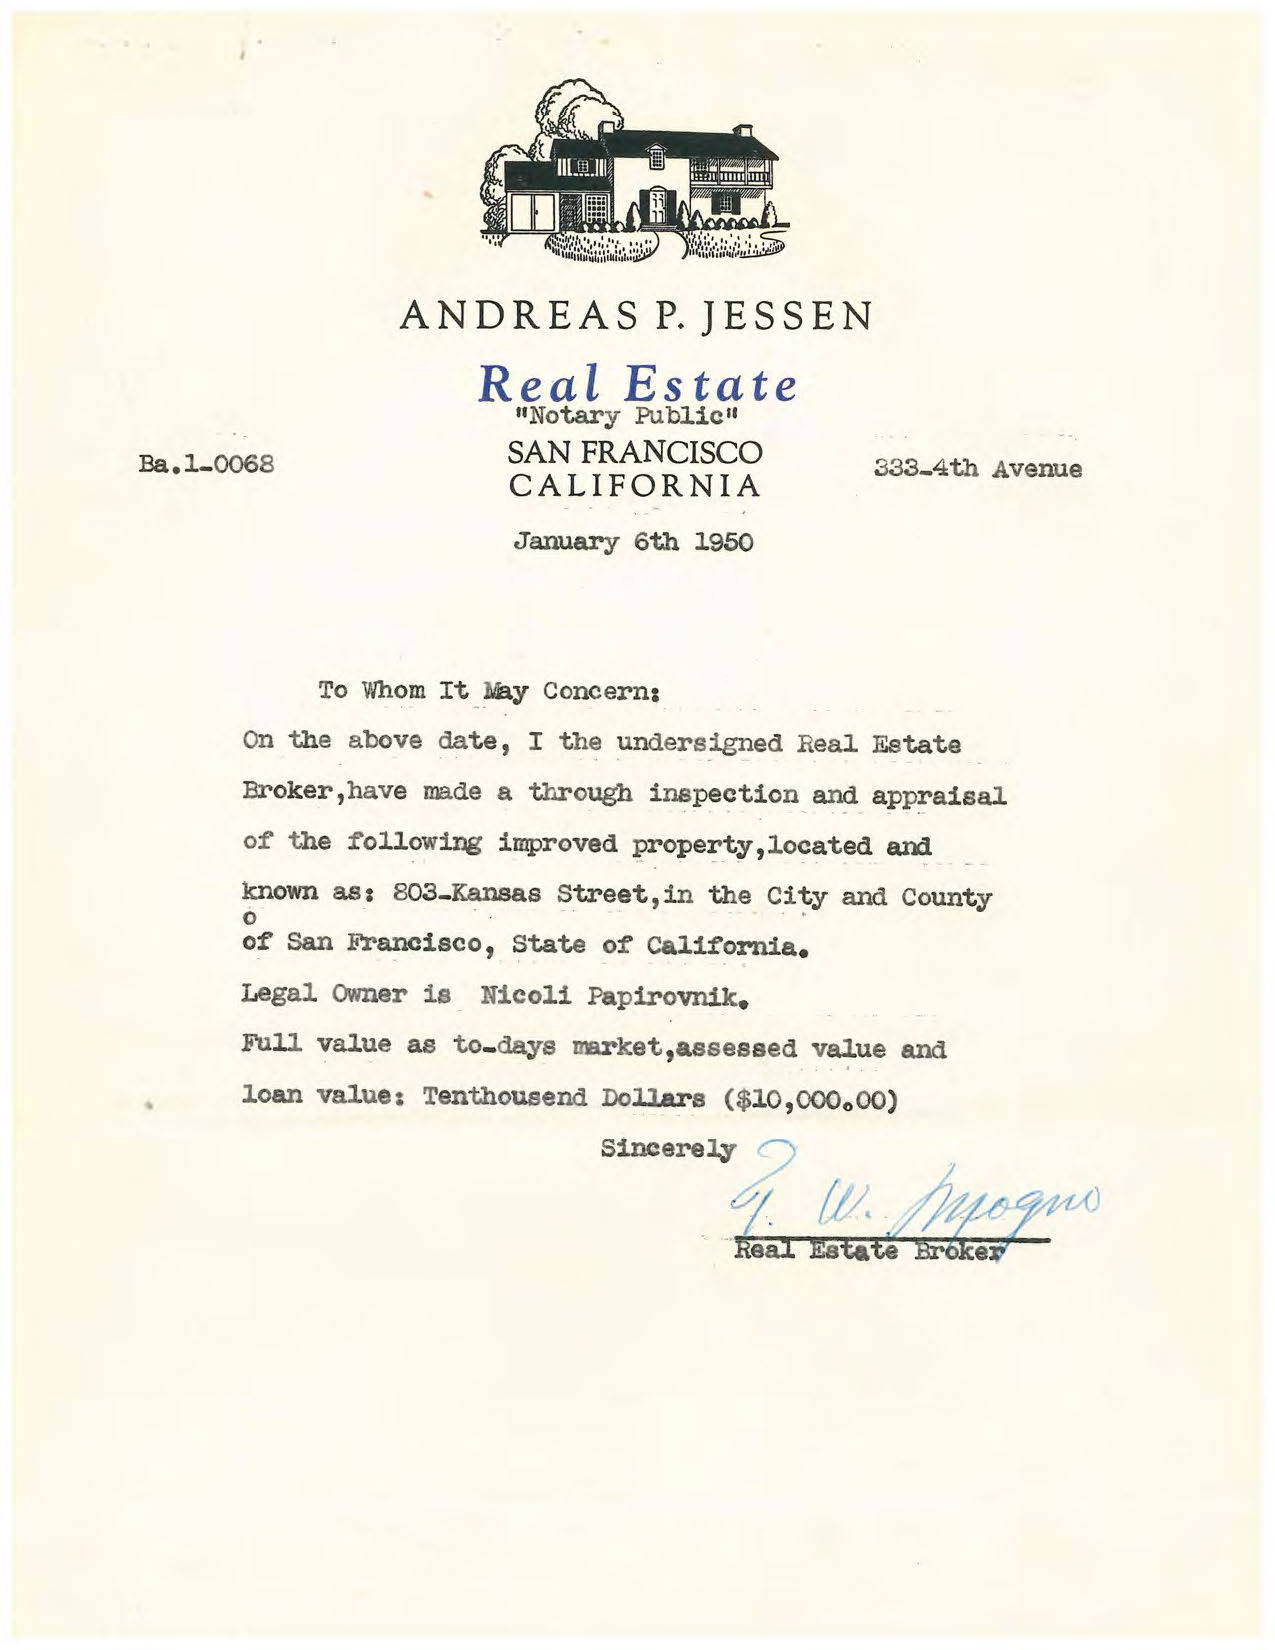 ANDREAS P. JESSEN
Real Estate
"Notary Public"
SAN FRANCISCO
Ba.1-0068
333-4th Avenue
CALIFORNIA
January 6th 1950
To Whom It May Concern:
On the above date, I the undersigned Real Estate
Broker,have made a through inspection and appraisal
of the following improved property,located and
known as: 803-Kansas Street,in the City and County
o
of San Francisco, State of California.
Legal Owner is Nicoli Papirovnik.
Full value as to-days market,assessed value and
loan value: Tenthousend Dollars ($10,000.00)
Sincerely
W.
Real Estate Broker